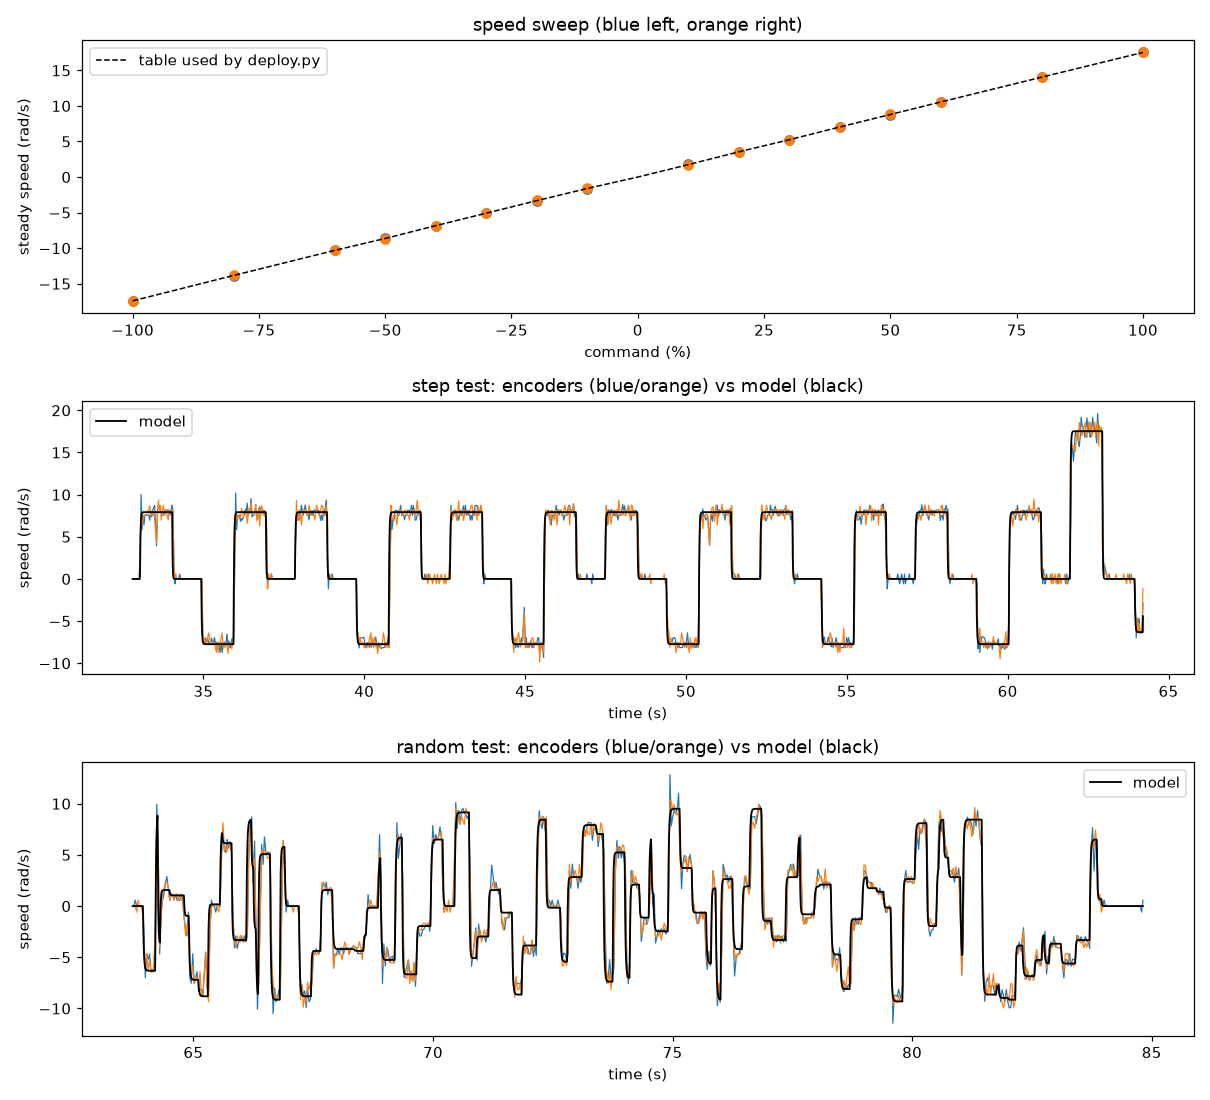 speed sweep (blue left, orange right)
table used by deploy.py
15
10
5
0
−5
−10
−15
steady speed (rad/s)
−100 −75 −50 −25 0 25 50 75 100
command (%)
step test: encoders (blue/orange) vs model (black)
model
20
15
10
5
0
−5
−10
speed (rad/s)
35 40 45 50 55 60 65
time (s)
random test: encoders (blue/orange) vs model (black)
model
10
5
0
−5
−10
speed (rad/s)
65 70 75 80 85
time (s)